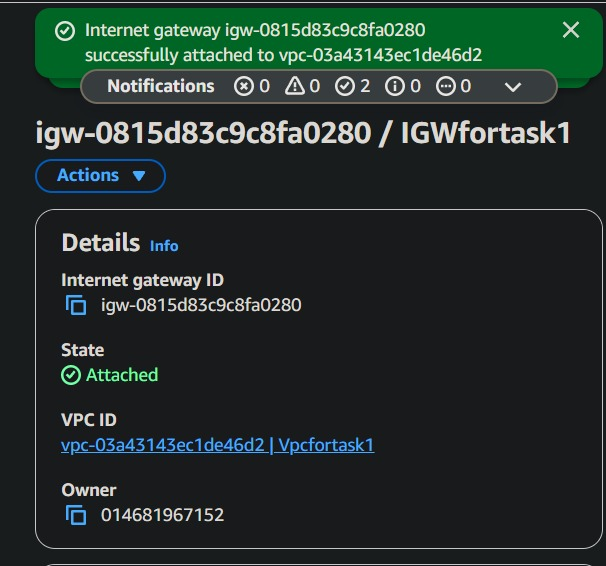 Internet gateway igw-0815d83c9c8fa0280
successfully attached to vpc-03a43143ec1de46d2
Notifications 0 0 2 0 0
igw-0815d83c9c8fa0280 / IGWfortask1
Actions
Details Info
Internet gateway ID
igw-0815d83c9c8fa0280
State
Attached
VPC ID
vpc-03a43143ec1de46d2 | Vpcfortask1
Owner
014681967152